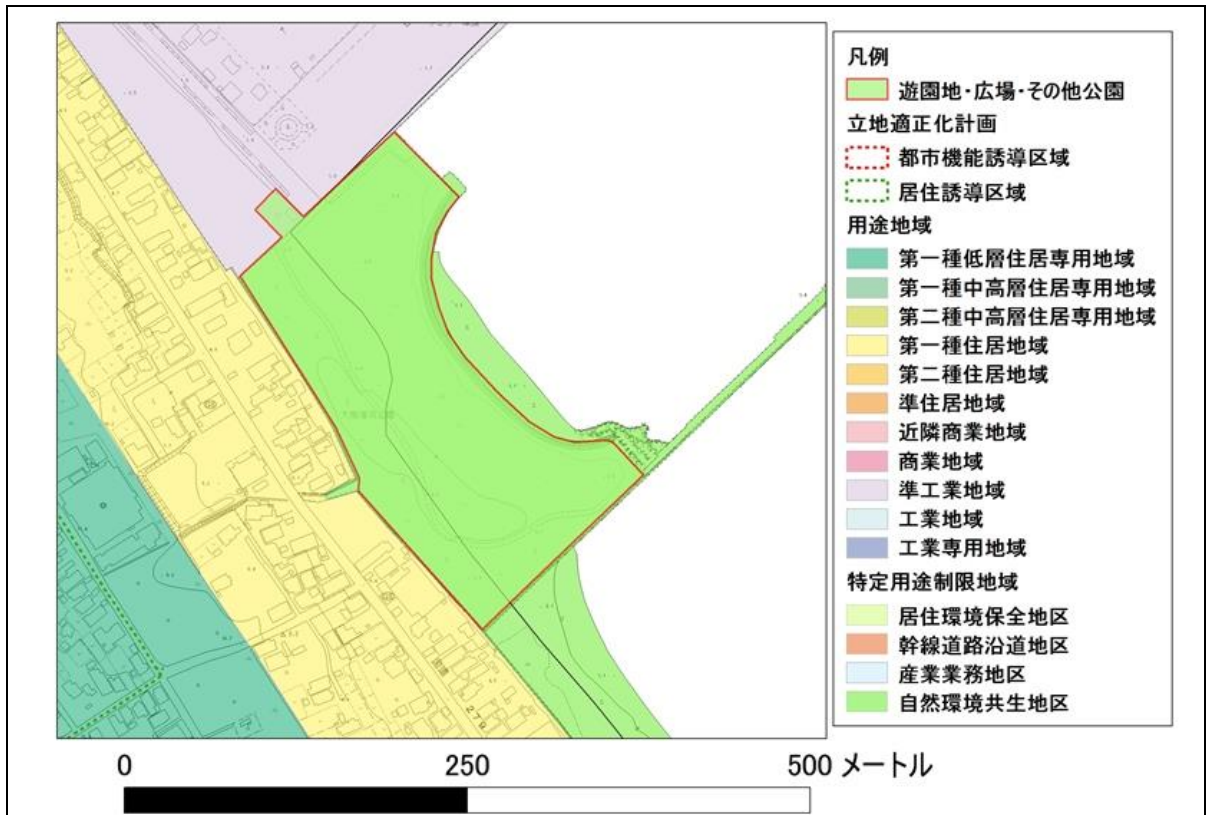 凡例
遊園地・広場・その他公園
立地適正化計画
都市機能誘導区域
居住誘導区域
用途地域
第一種低層住居専用地域
第一種中高層住居専用地域
第二種中高層住居専用地域
第一種住居地域
第二種住居地域
準住居地域
近隣商業地域
商業地域
準工業地域
工業地域
工業専用地域
特定用途制限地域
居住環境保全地区
幹線道路沿道地区
産業業務地区
自然環境共生地区
279
0 250 500 メートル